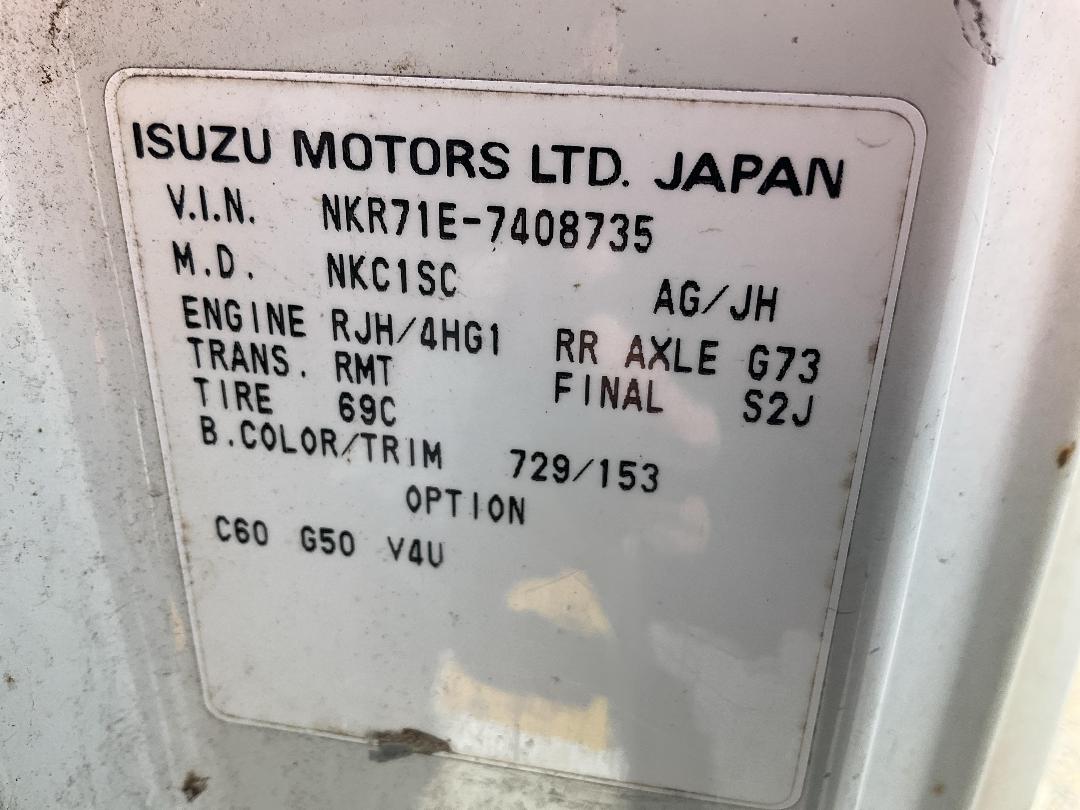 ISUZU MOTORS LTD. JAPAN
V.I.N. NKR71E-7408735
M.D. NKC1SC AG/JH
ENGINE RJH/4HG1 RR AXLE G73
TRANS. RMT FINAL S2J
TIRE 69C
B.COLOR/TRIM 729/153
OPTION
C60 G50 V4U